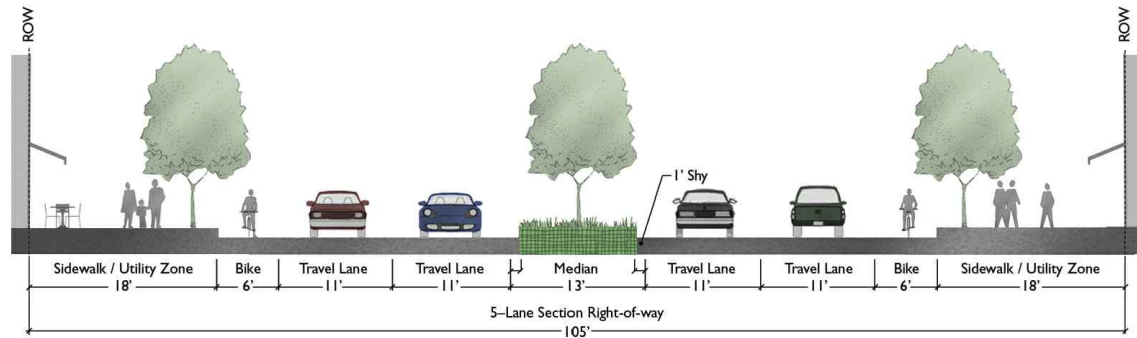 ROW
ROW
1' Shy
Sidewalk / Utility Zone
18'
Bike
6'
Travel Lane
11'
Travel Lane
11'
Median
13'
Travel Lane
11'
Travel Lane
11'
Bike
6'
Sidewalk / Utility Zone
18'
5–Lane Section Right-of-way
105'